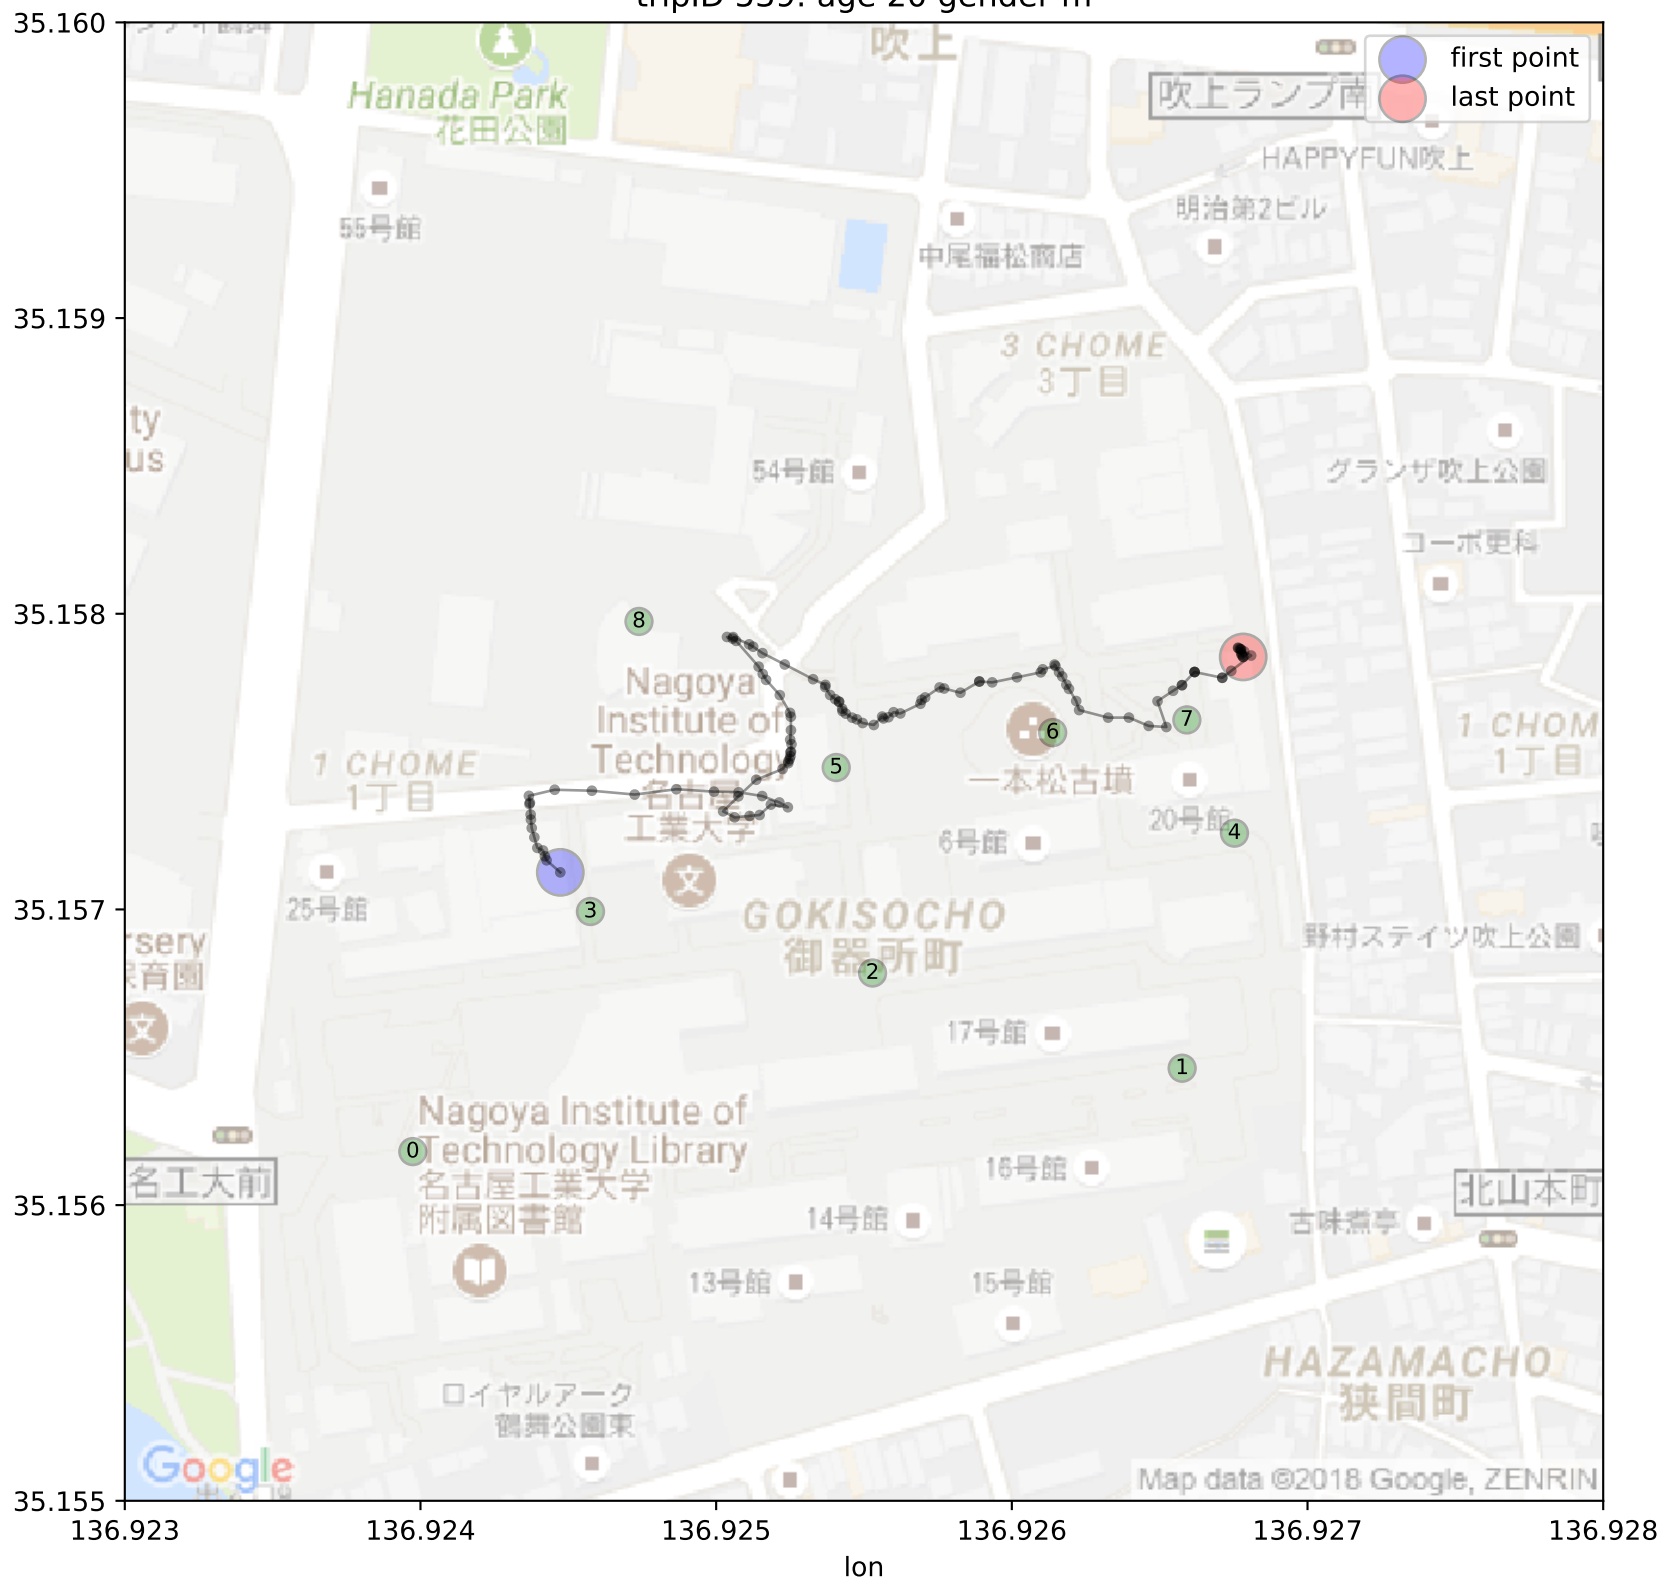 35.160
吹上
first point
last point
吹上ランプ南
Hanada Park
花田公園
HAPPYFUN吹上
明治第2ビル
55号館
中尾福松商店
35.159
3 CHOME
3丁目
ty
us
54号館
グランザ吹上公園
コーポ更科
35.158
8
Nagoya
Institute of
Technology
名古屋
工業大学
1 CHOME
1丁目
7
6
5
一本松古墳
1 CHOM
1丁目
20号館
4
6号館
25号館
3
35.157
GOKISOCHO
御器所町
2
野村ステイツ吹上公園
rsery
保育園
17号館
1
Nagoya Institute of
Technology Library
名古屋工業大学
附属図書館
0
16号館
名工大前
北山本町
35.156
14号館
古味煮亭
13号館
15号館
HAZAMACHO
狭間町
ロイヤルアーク
鶴舞公園東
Google
Map data ©2018 Google, ZENRIN
35.155
136.923
136.924
136.925
136.926
136.927
136.928
lon